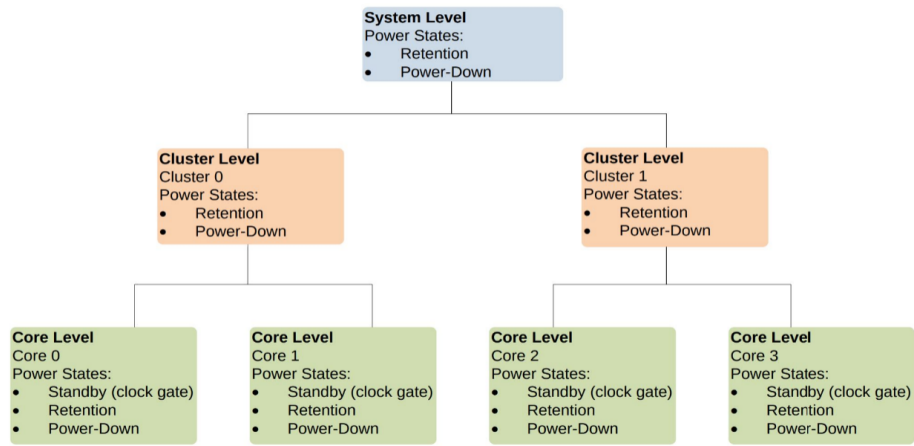 System Level
Power States:
• Retention
• Power-Down
Cluster Level
Cluster 0
Power States:
• Retention
• Power-Down
Cluster Level
Cluster 1
Power States:
• Retention
• Power-Down
Core Level
Core 0
Power States:
• Standby (clock gate)
• Retention
• Power-Down
Core Level
Core 1
Power States:
• Standby (clock gate)
• Retention
• Power-Down
Core Level
Core 2
Power States:
• Standby (clock gate)
• Retention
• Power-Down
Core Level
Core 3
Power States:
• Standby (clock gate)
• Retention
• Power-Down